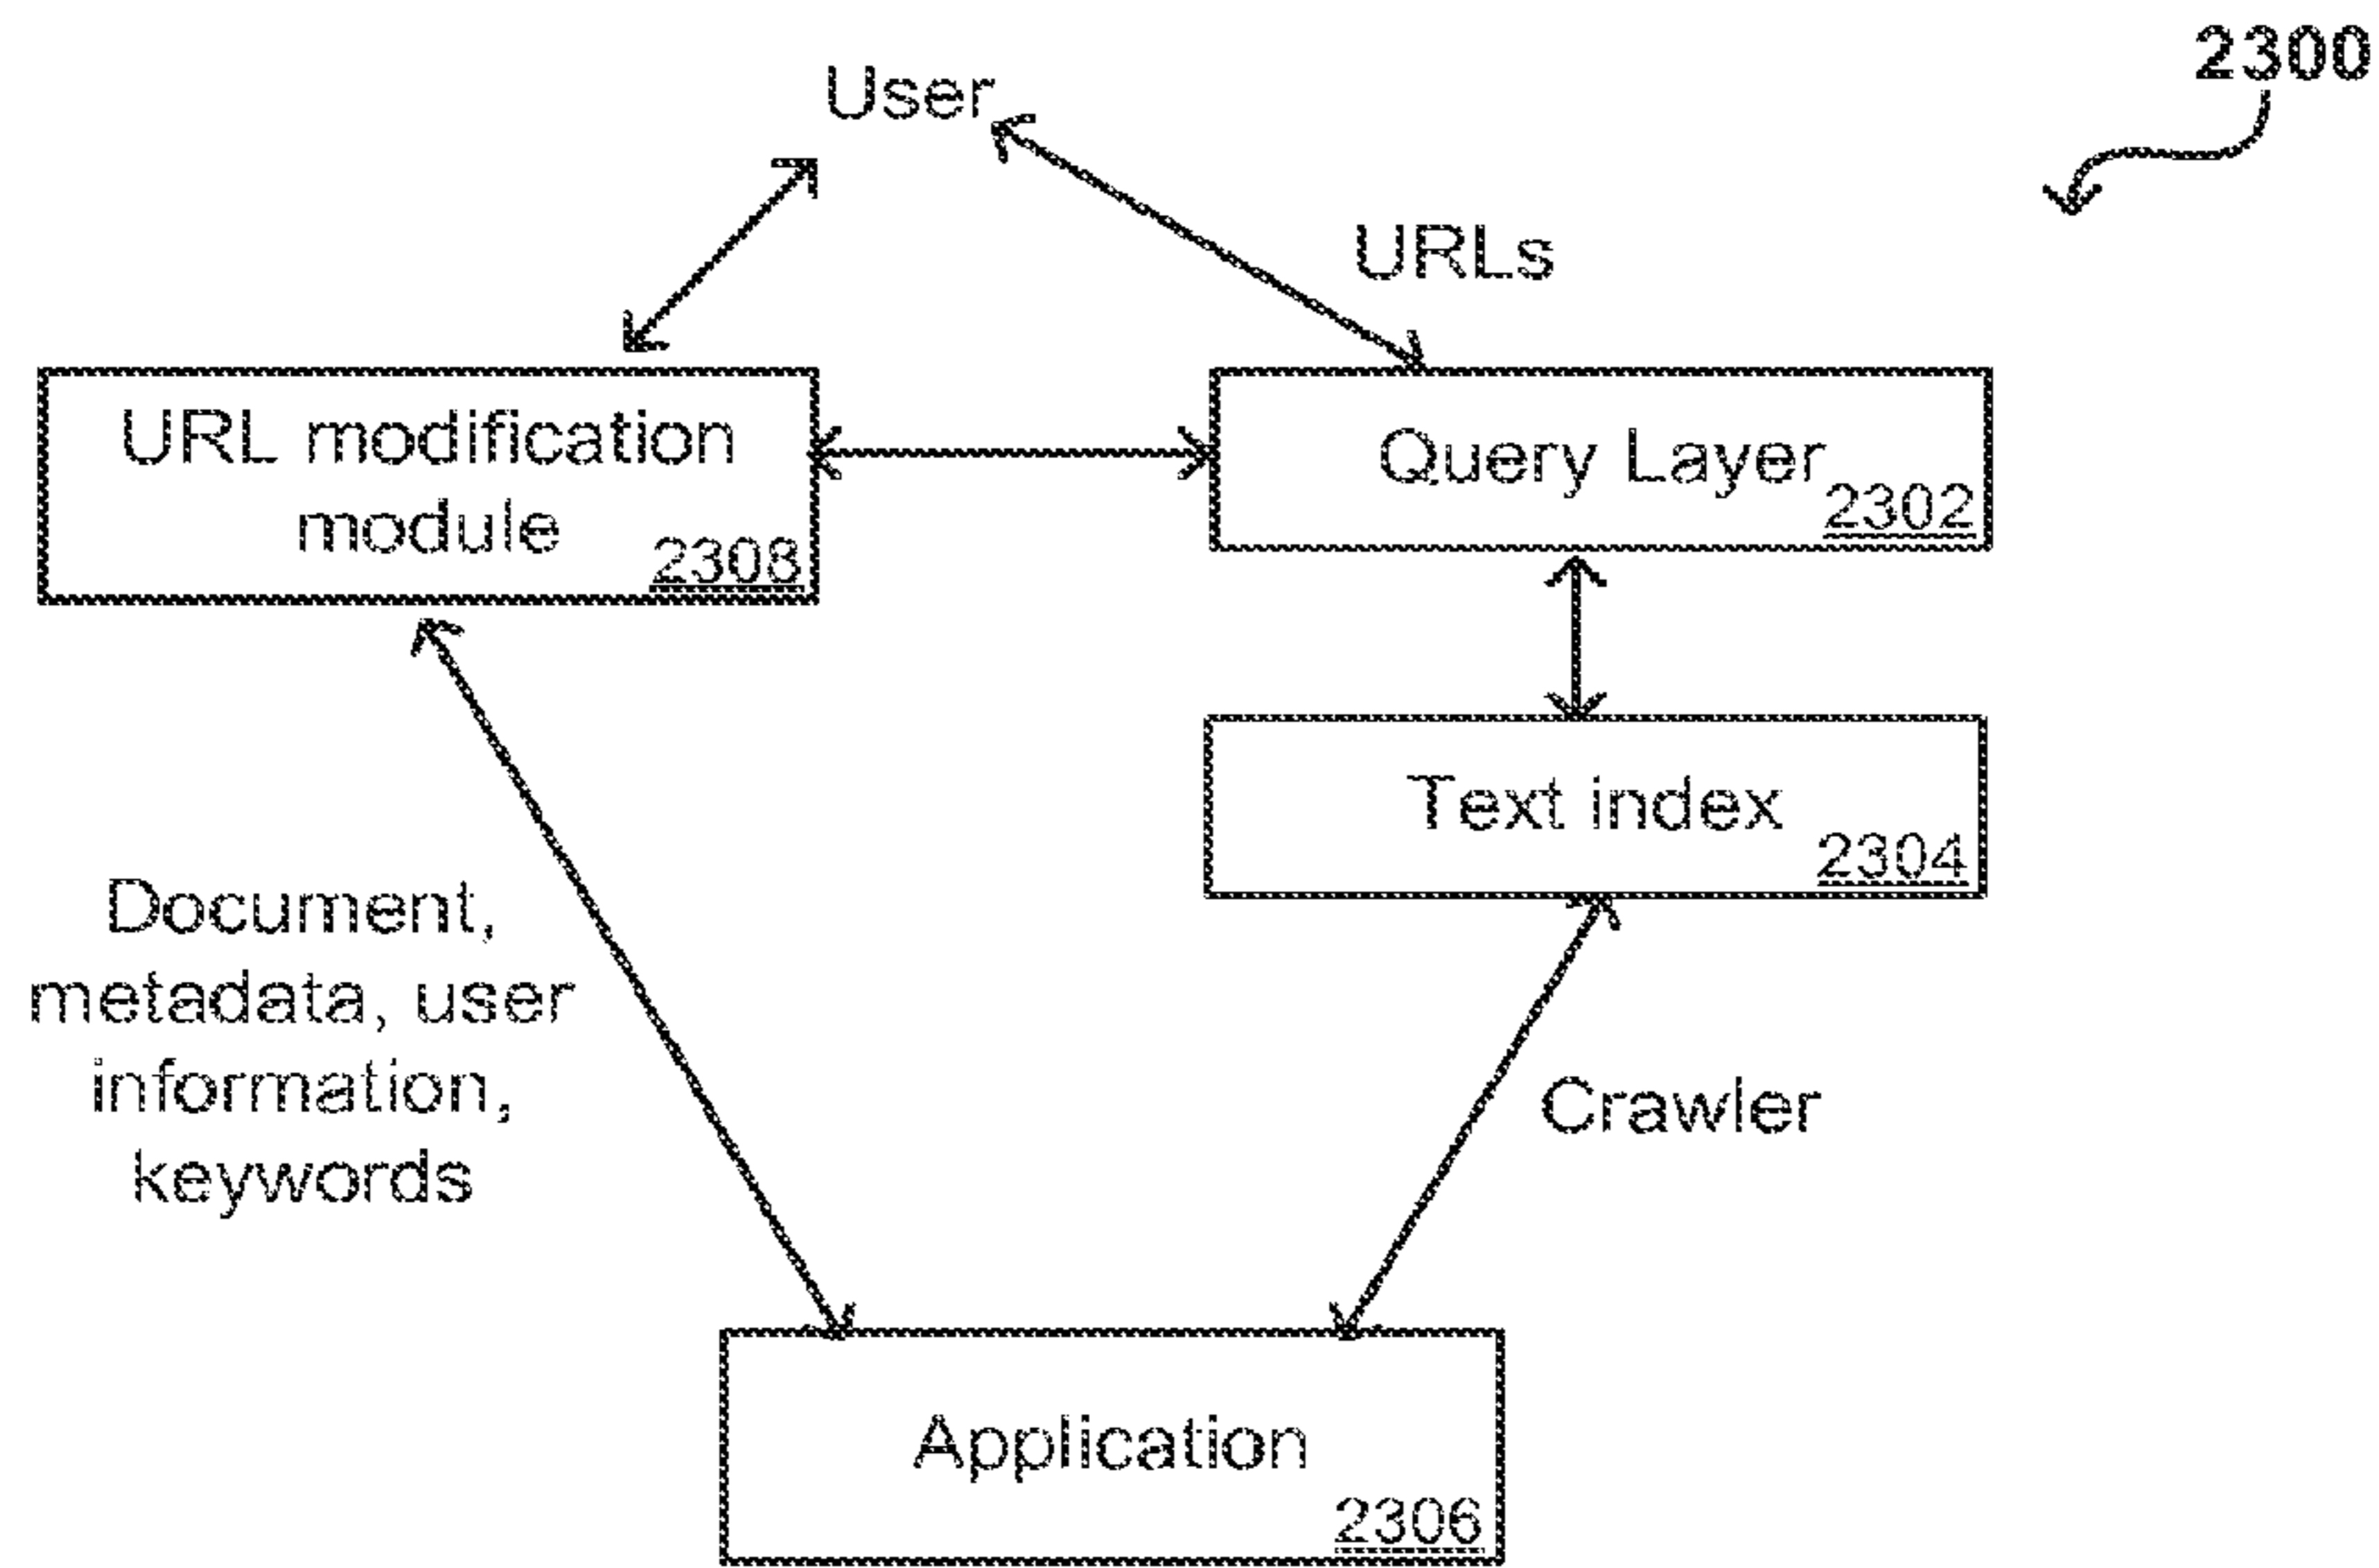 2300
User
URLs
URL modification
module
2308
Query Layer
2302
Text index
2304
Document,
metadata, user
information,
keywords
Crawler
Application
2306